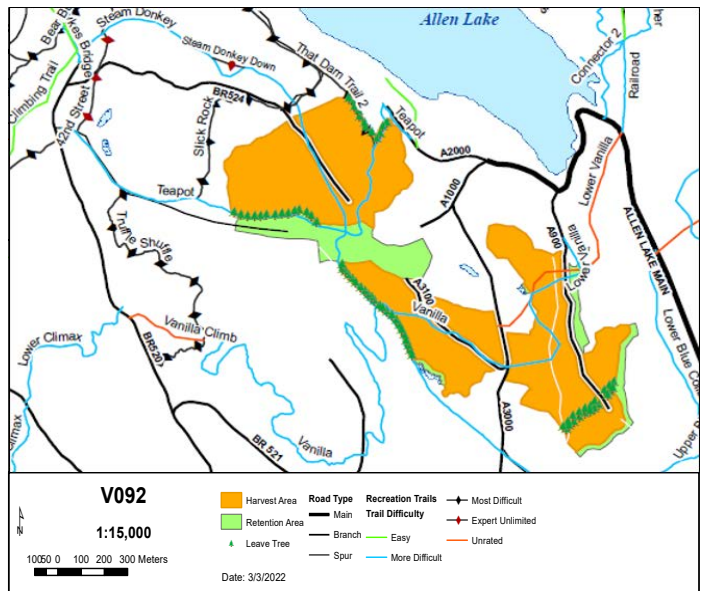 Allen Lake
Steam Donkey
Steam Donkey Down
That Dam Trail 2
Connector 2
Railroad
Climbing Trail
42nd Street
BR524
Slick Rock
Teapot
A2000
Lower Vanilla
Teapot
A1000
Truffle Shuffle
A900
Lower Vanilla
ALLEN LAKE MAIN
A3100
Vanilla
Lower Climax
Vanilla Climb
BR520
A3000
BR 521
Vanilla
V092
1:15,000
N
10050 0 100 200 300 Meters
Harvest Area
Retention Area
Leave Tree
Road Type
Main
Branch
Spur
Recreation Trails
Trail Difficulty
Easy
More Difficult
Most Difficult
Expert Unlimited
Unrated
Date: 3/3/2022